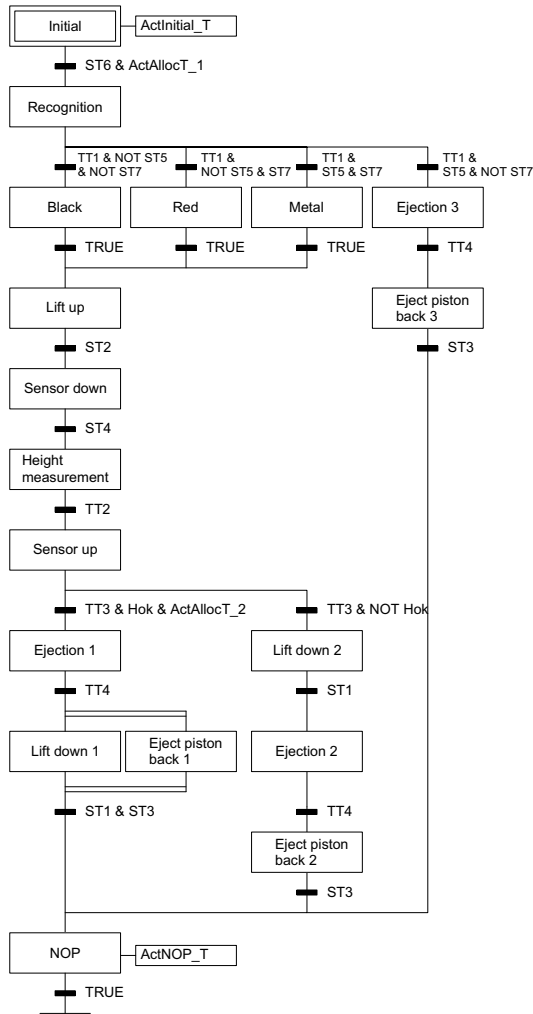 Initial
ActInitial_T
ST6 & ActAllocT_1
Recognition
TT1 & NOT ST5
& NOT ST7
TT1 &
NOT ST5 & ST7
TT1 &
ST5 & ST7
TT1 &
ST5 & NOT ST7
Black
Red
Metal
Ejection 3
TRUE
TRUE
TRUE
TT4
Lift up
Eject piston
back 3
ST2
ST3
Sensor down
ST4
Height
measurement
TT2
Sensor up
TT3 & Hok & ActAllocT_2
TT3 & NOT Hok
Ejection 1
Lift down 2
TT4
ST1
Lift down 1
Eject piston
back 1
Ejection 2
ST1 & ST3
TT4
Eject piston
back 2
ST3
NOP
ActNOP_T
TRUE